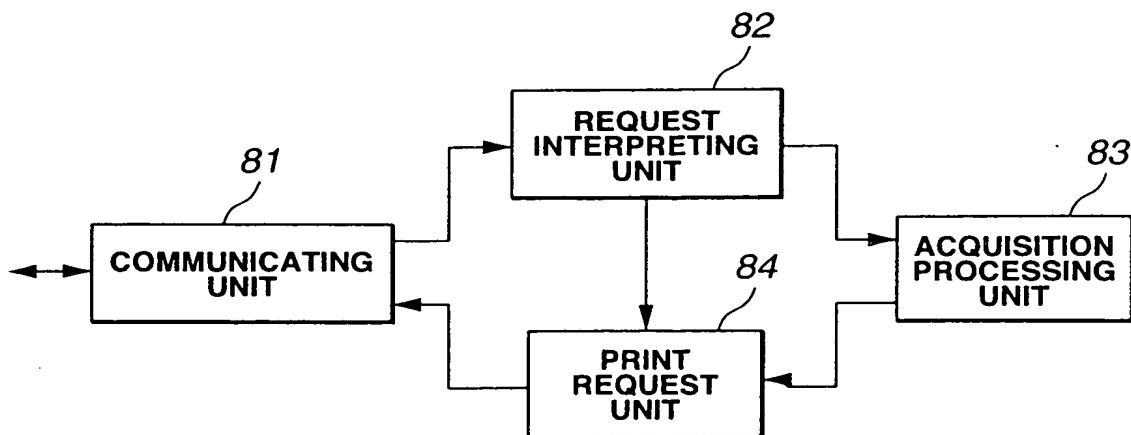 82
REQUEST
INTERPRETING
UNIT
81
83
COMMUNICATING
UNIT
ACQUISITION
PROCESSING
UNIT
84
PRINT
REQUEST
UNIT